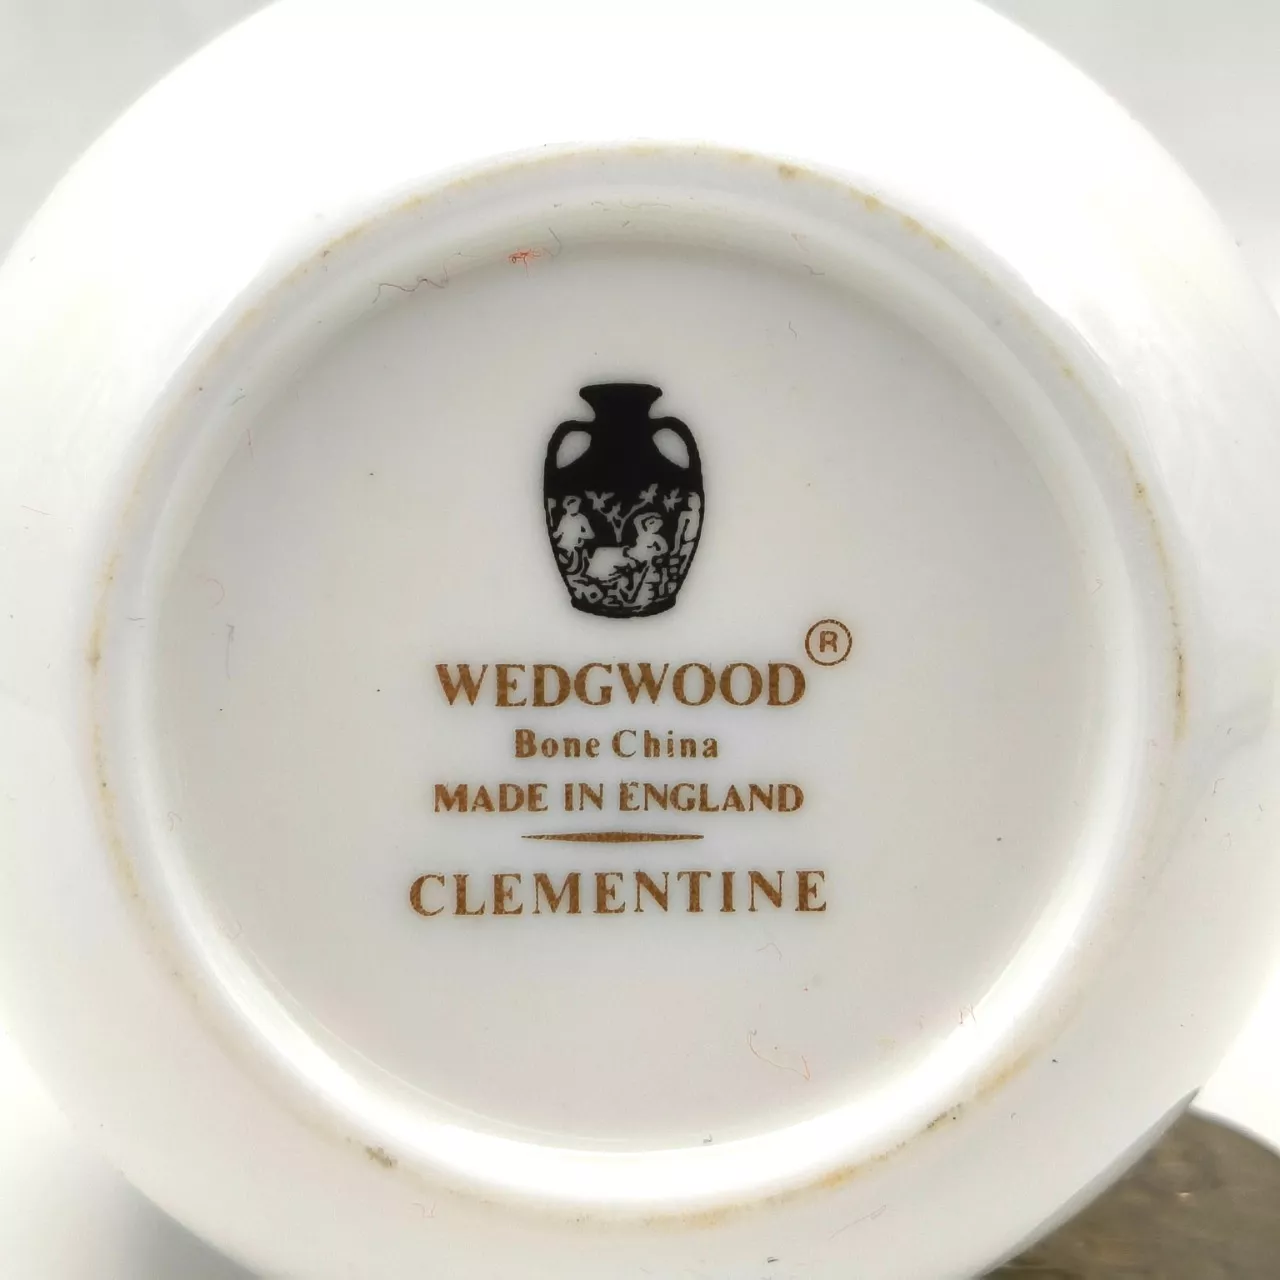 WEDGWOOD®
Bone China
MADE IN ENGLAND
CLEMENTINE